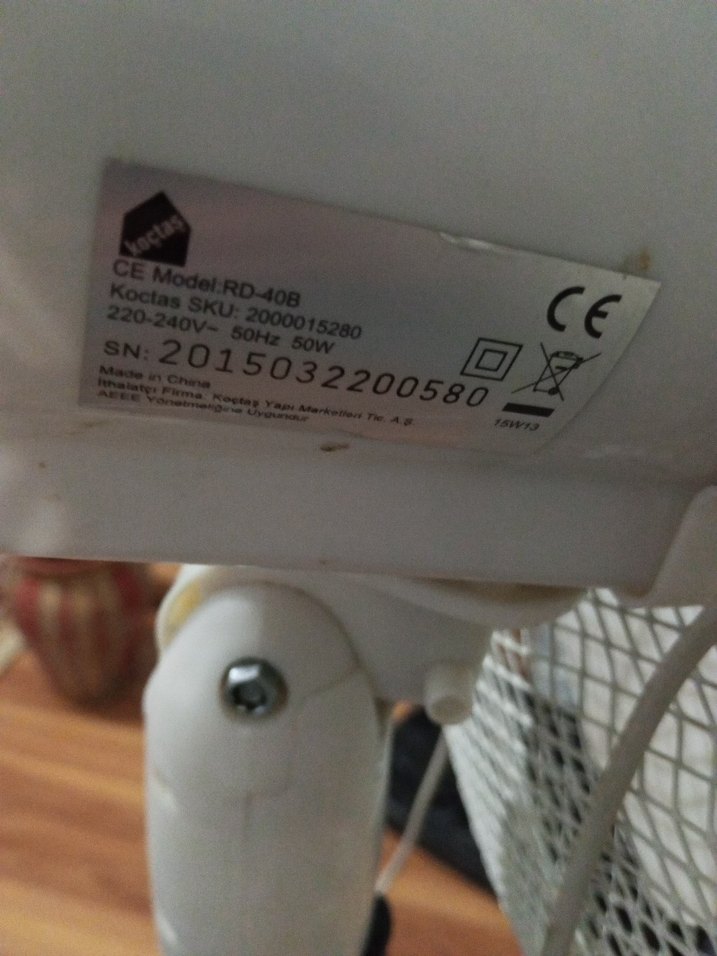 koçtaş
CE Model:RD-40B
Koctas SKU: 2000015280
220-240V~ 50Hz 50W
SN: 2015032200580
Made in China
İthalatçı Firma: Koçtaş Yapı Marketleri Tic. A.Ş.
AEEE Yönetmeliğine Uygundur
CE
15W13